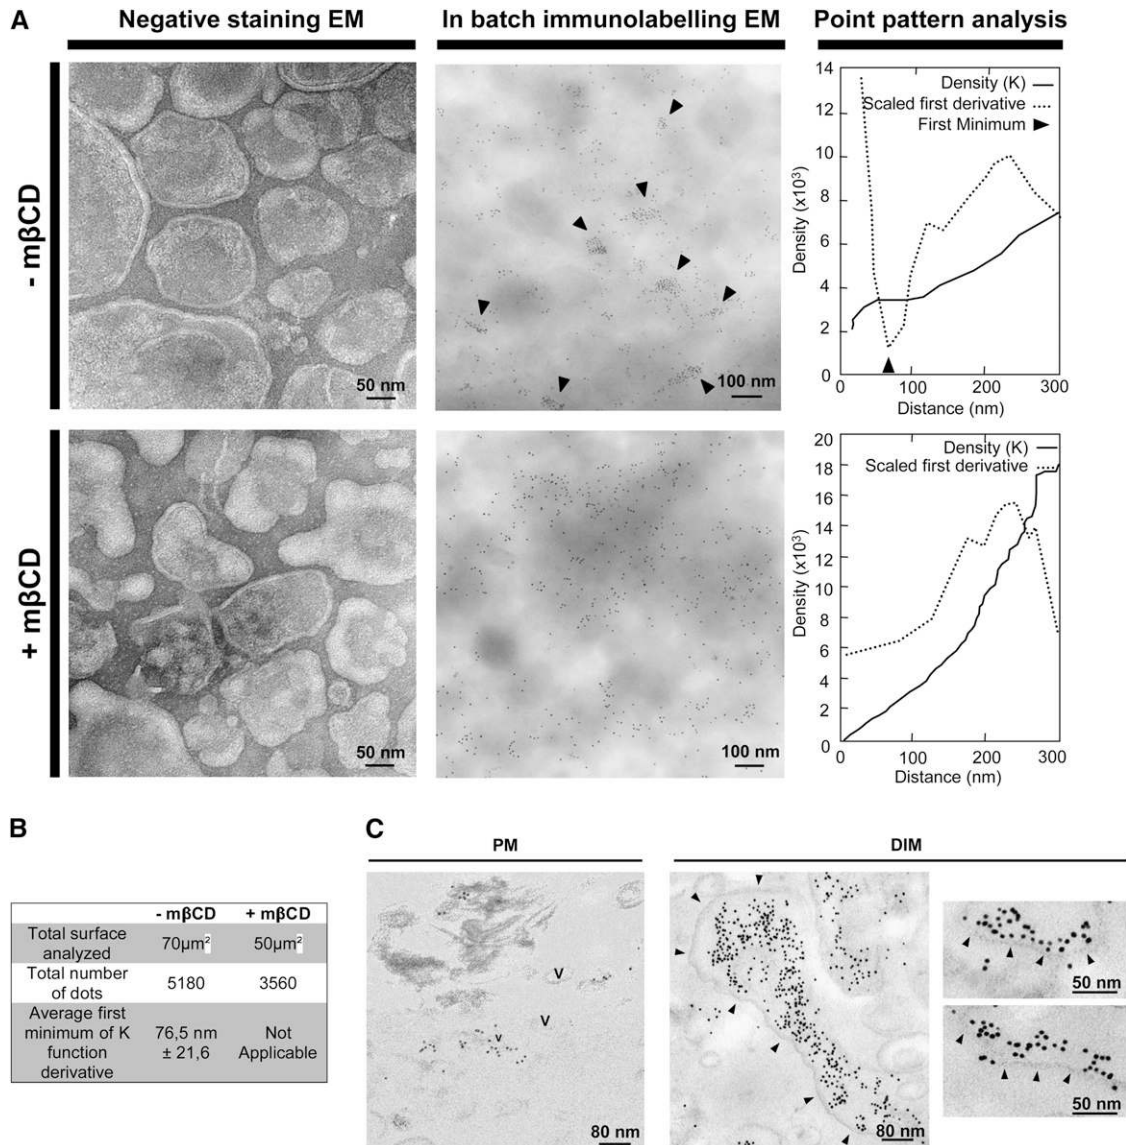 A
Negative staining EM
In batch immunolabelling EM
Point pattern analysis
- mβCD
50 nm
100 nm
14
12
10
8
6
4
2
0
Density (x10³)
Density (K)
Scaled first derivative
First Minimum
0 100 200 300
Distance (nm)
+ mβCD
50 nm
100 nm
20
18
16
14
12
10
8
6
4
2
0
Density (x10³)
Density (K)
Scaled first derivative
0 100 200 300
Distance (nm)
B
- mβCD + mβCD
Total surface
analyzed
70µm² 50µm²
Total number
of dots
5180 3560
Average first
minimum of K
function
derivative
76,5 nm
± 21,6
Not
Applicable
C
PM
V
V
v
80 nm
DIM
80 nm
50 nm
50 nm